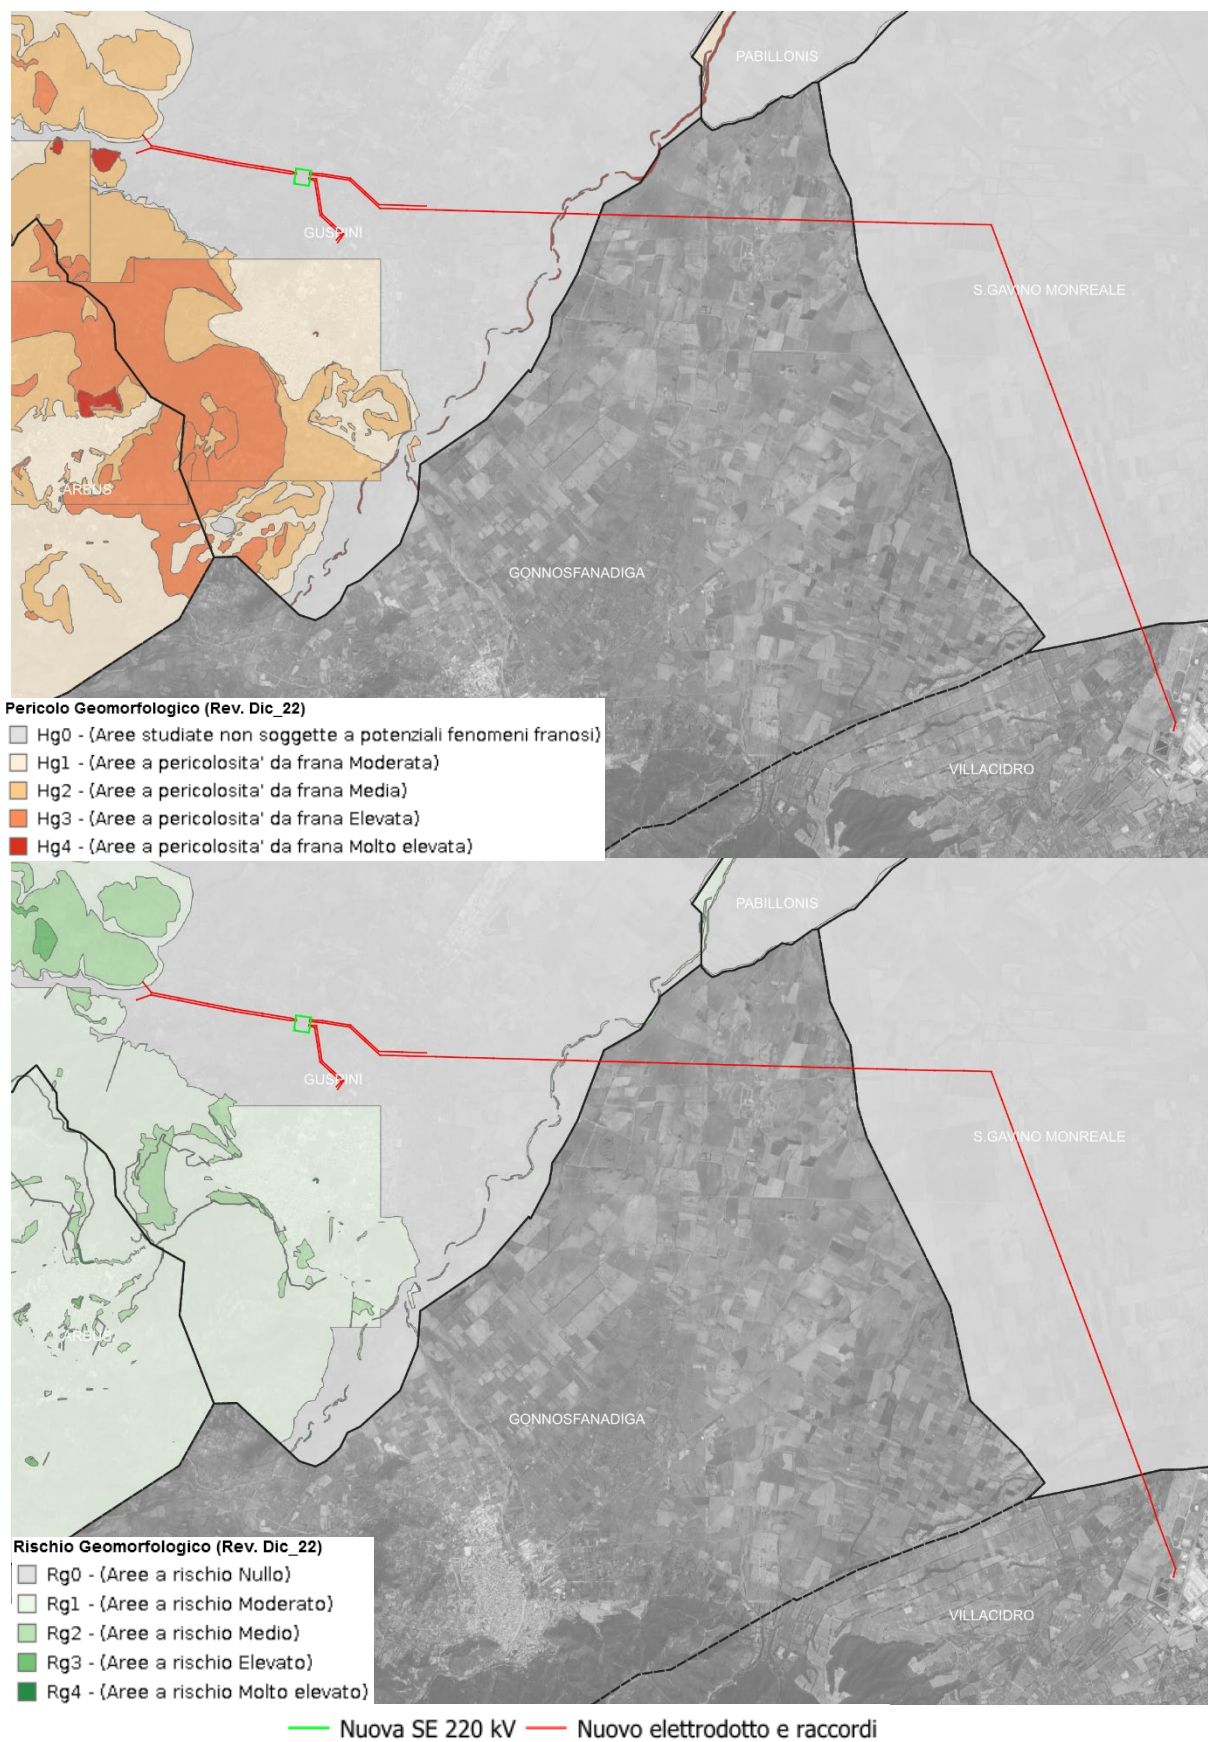 PABILLONIS
GUSPINI
S.GAVINO MONREALE
ARBUS
GONNOSFANADIGA
VILLACIDRO
Pericolo Geomorfologico (Rev. Dic_22)
Hg0 - (Aree studiate non soggette a potenziali fenomeni franosi)
Hg1 - (Aree a pericolosita' da frana Moderata)
Hg2 - (Aree a pericolosita' da frana Media)
Hg3 - (Aree a pericolosita' da frana Elevata)
Hg4 - (Aree a pericolosita' da frana Molto elevata)
PABILLONIS
GUSPINI
S.GAVINO MONREALE
ARBUS
GONNOSFANADIGA
VILLACIDRO
Rischio Geomorfologico (Rev. Dic_22)
Rg0 - (Aree a rischio Nullo)
Rg1 - (Aree a rischio Moderato)
Rg2 - (Aree a rischio Medio)
Rg3 - (Aree a rischio Elevato)
Rg4 - (Aree a rischio Molto elevato)
Nuova SE 220 kV
Nuovo elettrodotto e raccordi